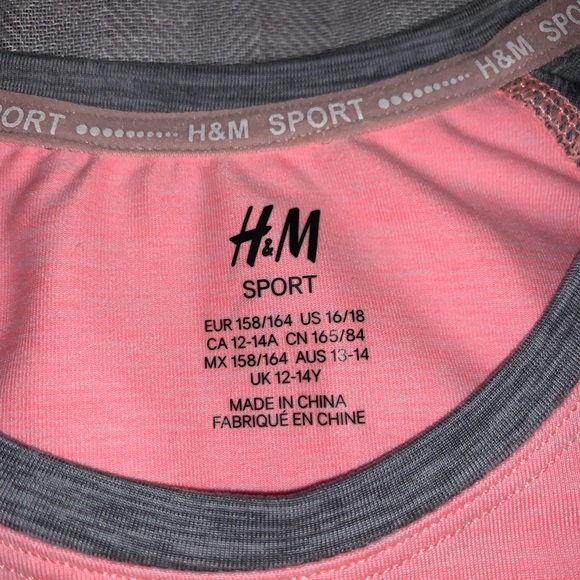 ORT ●●●●●●●●●● H&M SPORT ●●●●●●●●●● H&M SPORT
H&M
SPORT
EUR 158/164 US 16/18
CA 12-14A CN 165/84
MX 158/164 AUS 13-14
UK 12-14Y
MADE IN CHINA
FABRIQUÉ EN CHINE